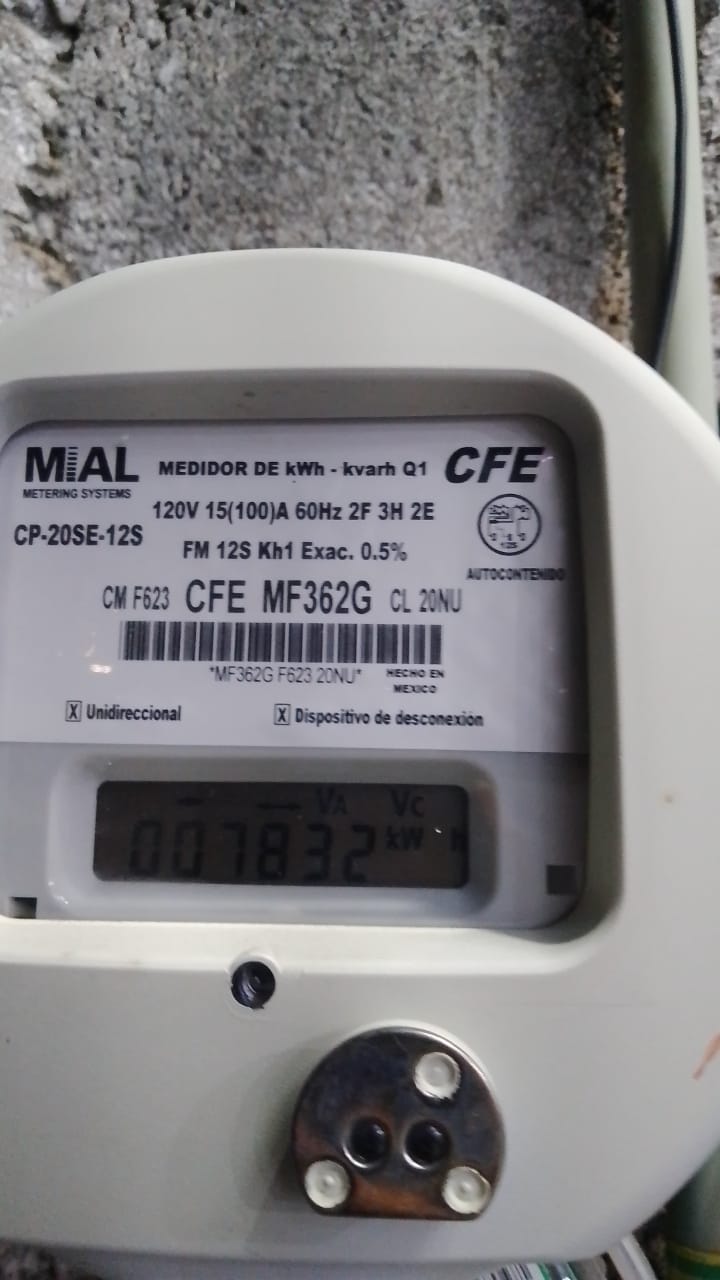 MIAL
METERING SYSTEMS
MEDIDOR DE kWh - kvarh Q1
CFE
120V 15(100)A 60Hz 2F 3H 2E
CP-20SE-12S
FM 12S Kh1 Exac. 0.5%
AUTOCONTENIDO
CM F623 CFE MF362G CL 20NU
*MF362G F623 20NU*
HECHO EN
MEXICO
X Unidireccional
X Dispositivo de desconexión
VA VC
007832 kW h